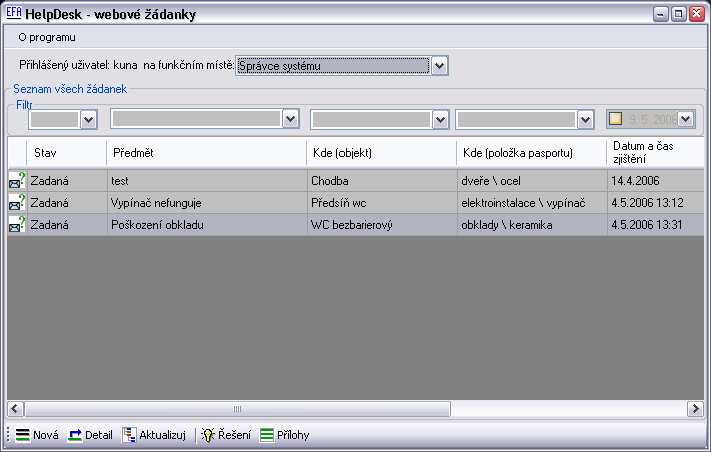 EFA HelpDesk - webové žádanky
O programu
Přihlášený uživatel: kuna na funkčním místě: Správce systému
Seznam všech žádanek
Filtr
9. 5 .2006
Stav Předmět Kde (objekt) Kde (položka pasportu) Datum a čas
zjištění
Zadaná test Chodba dveře \ ocel 14.4.2006
Zadaná Vypínač nefunguje Předsíň wc elektroinstalace \ vypínač 4.5.2006 13:12
Zadaná Poškození obkladu WC bezbarierový obklady \ keramika 4.5.2006 13:31
Nová Detail Aktualizuj Řešení Přílohy